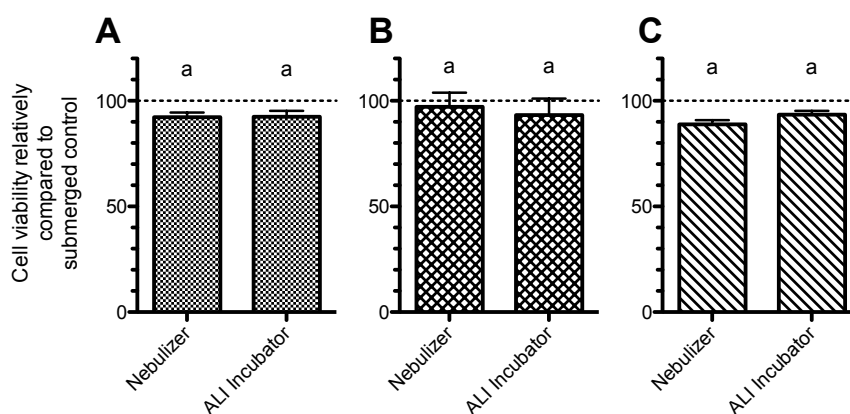 A
B
C
Cell viability relatively
compared to
submerged control
a a
a a
a a
100
50
0
100
50
0
100
50
0
Nebulizer
ALI Incubator
Nebulizer
ALI Incubator
Nebulizer
ALI Incubator